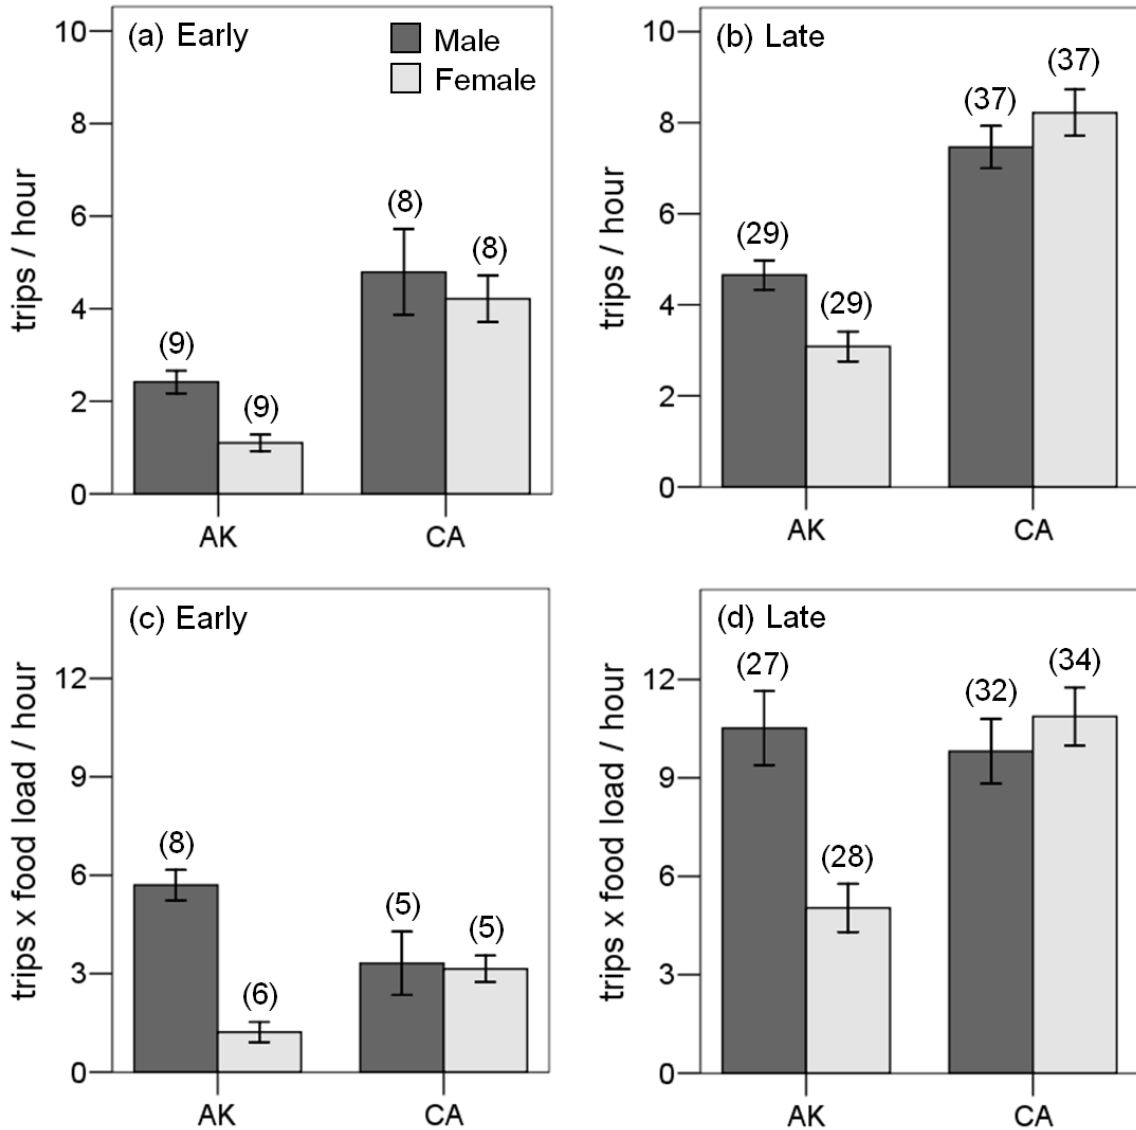 (a) Early
Male
Female
10
8
6
4
2
0
trips / hour
(9)
(9)
(8)
(8)
AK
CA
(b) Late
10
8
6
4
2
0
trips / hour
(29)
(29)
(37)
(37)
AK
CA
(c) Early
12
9
6
3
0
trips x food load / hour
(8)
(6)
(5)
(5)
AK
CA
(d) Late
12
9
6
3
0
trips x food load / hour
(27)
(28)
(32)
(34)
AK
CA